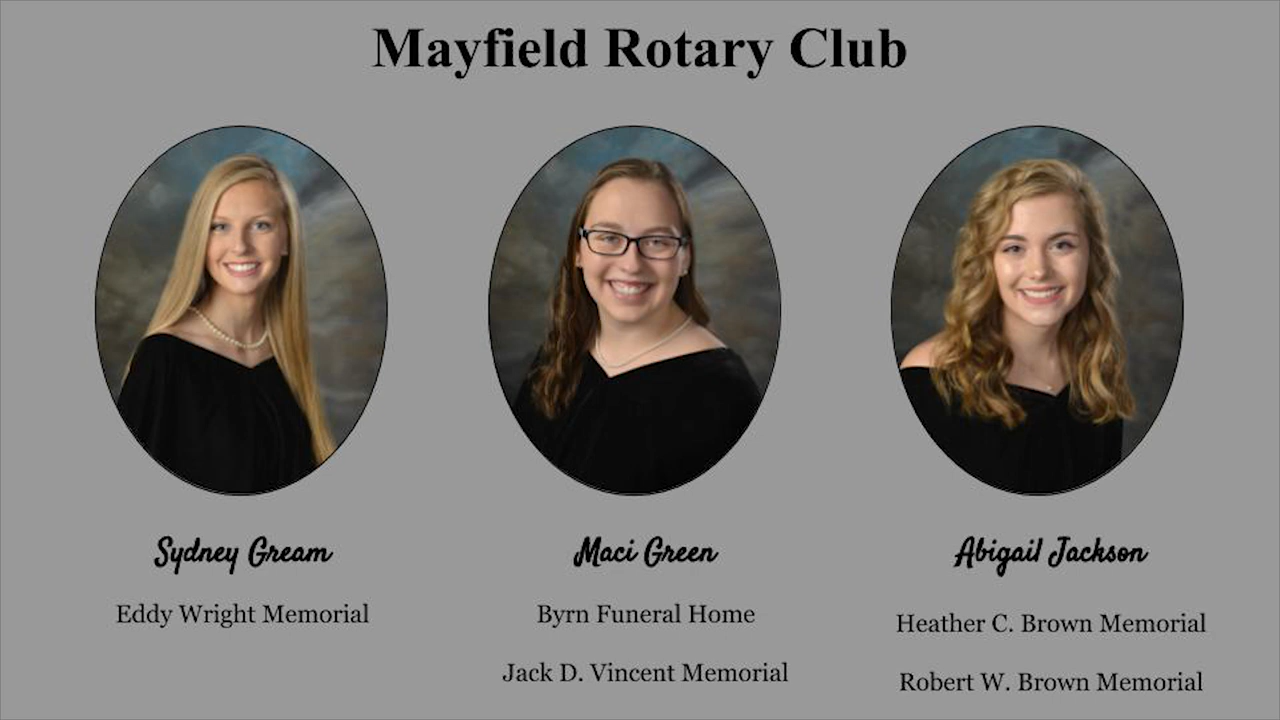 Mayfield Rotary Club
Sydney Gream
Maci Green
Abigail Jackson
Eddy Wright Memorial
Byrn Funeral Home
Heather C. Brown Memorial
Jack D. Vincent Memorial
Robert W. Brown Memorial